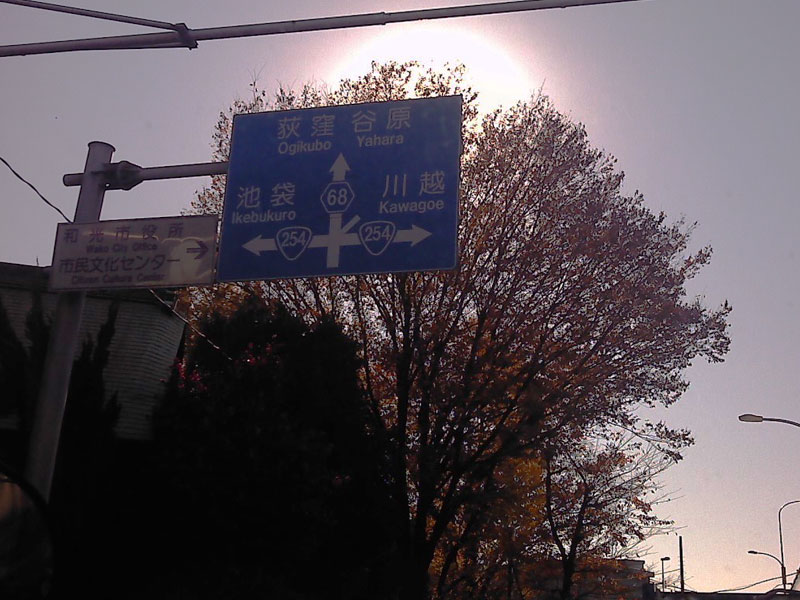 荻窪 谷原
Ogikubo Yahara
池袋 川越
Ikebukuro Kawagoe
68
254 254
和光市役所
Wako City Office
市民文化センター
Citizen Culture Center